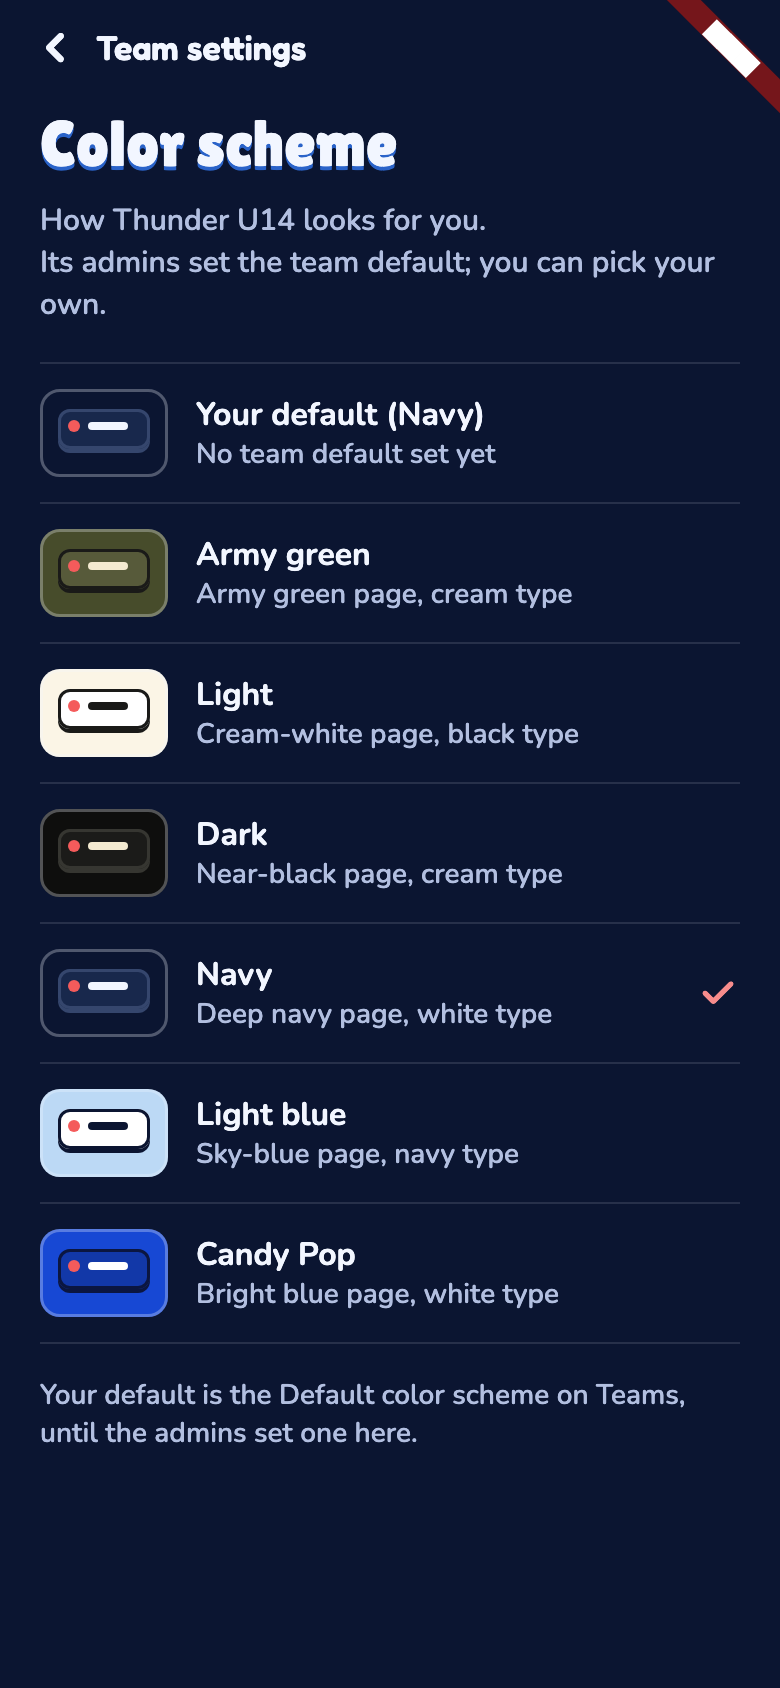 Team settings
Color scheme
How Thunder U14 looks for you.
Its admins set the team default; you can pick your
own.
Your default (Navy)
No team default set yet
Army green
Army green page, cream type
Light
Cream-white page, black type
Dark
Near-black page, cream type
Navy
Deep navy page, white type
Light blue
Sky-blue page, navy type
Candy Pop
Bright blue page, white type
Your default is the Default color scheme on Teams,
until the admins set one here.